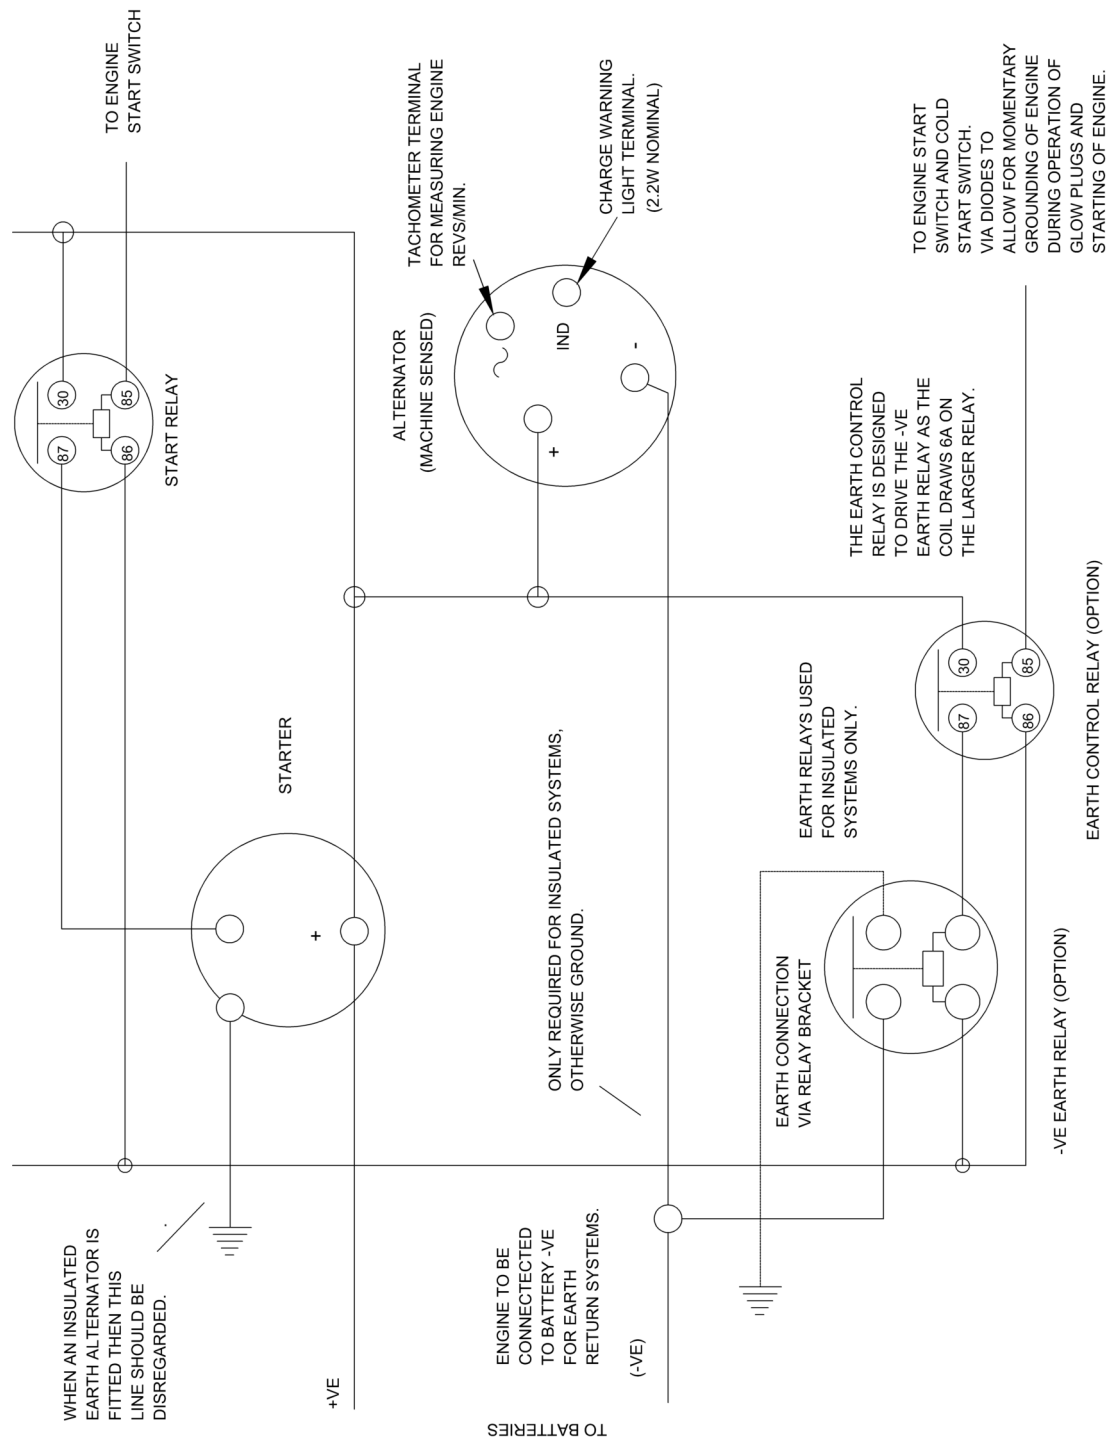 TO ENGINE
START SWITCH
START RELAY
30
87
85
86
TACHOMETER TERMINAL
FOR MEASURING ENGINE
REVS/MIN.
CHARGE WARNING
LIGHT TERMINAL.
(2.2W NOMINAL)
ALTERNATOR
(MACHINE SENSED)
IND
+
-
TO ENGINE START
SWITCH AND COLD
START SWITCH.
VIA DIODES TO
ALLOW FOR MOMENTARY
GROUNDING OF ENGINE
DURING OPERATION OF
GLOW PLUGS AND
STARTING OF ENGINE.
THE EARTH CONTROL
RELAY IS DESIGNED
TO DRIVE THE -VE
EARTH RELAY AS THE
COIL DRAWS 6A ON
THE LARGER RELAY.
STARTER
+
ONLY REQUIRED FOR INSULATED SYSTEMS,
OTHERWISE GROUND.
EARTH RELAYS USED
FOR INSULATED
SYSTEMS ONLY.
30
87
85
86
EARTH CONTROL RELAY (OPTION)
EARTH CONNECTION
VIA RELAY BRACKET
-VE EARTH RELAY (OPTION)
WHEN AN INSULATED
EARTH ALTERNATOR IS
FITTED THEN THIS
LINE SHOULD BE
DISREGARDED.
ENGINE TO BE
CONNECTECTED
TO BATTERY -VE
FOR EARTH
RETURN SYSTEMS.
+VE
(-VE)
TO BATTERIES